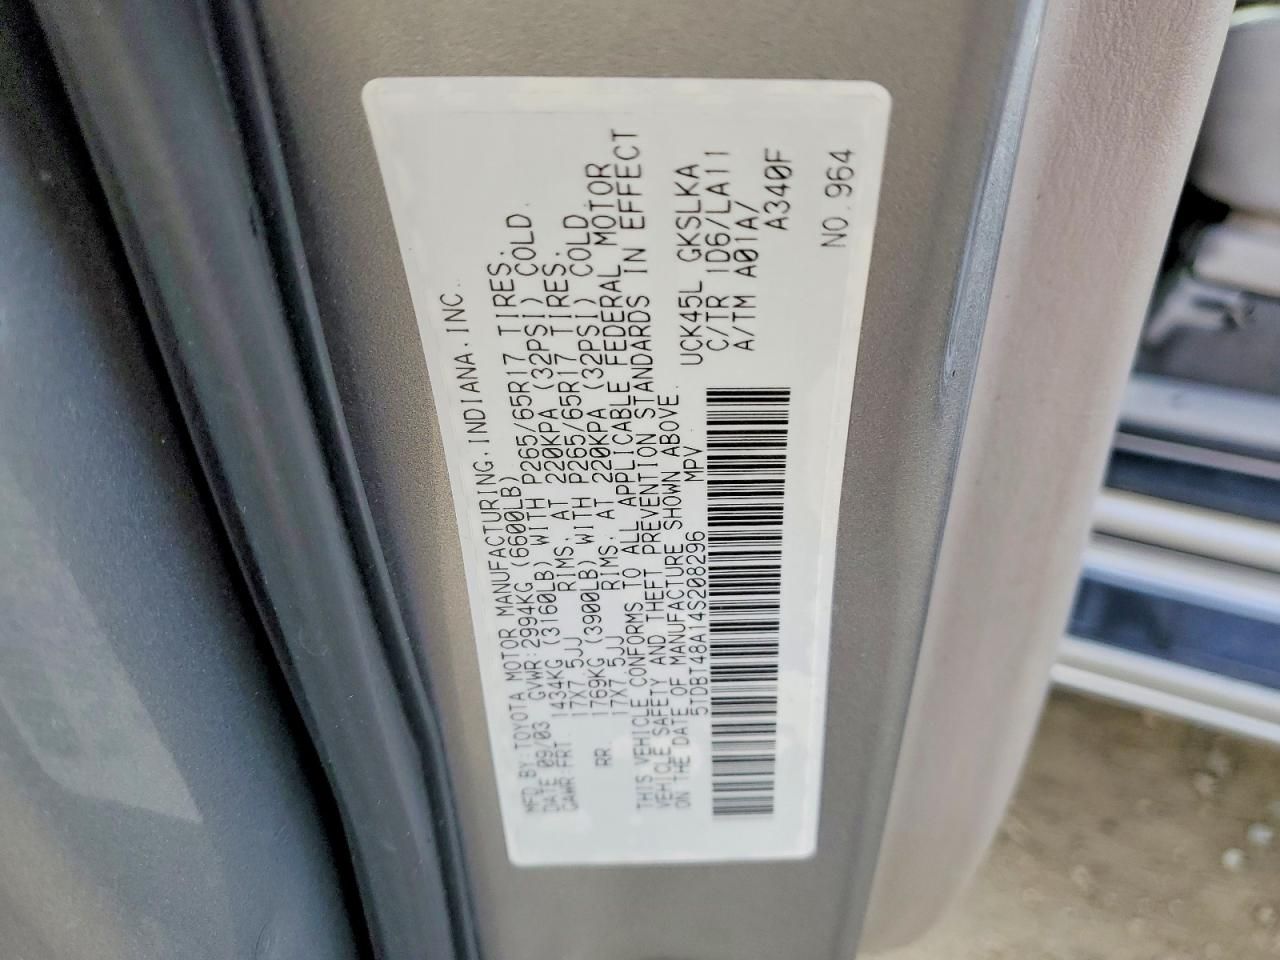 MFD BY:TOYOTA MOTOR MANUFACTURING,INDIANA,INC.
DATE:09/03 GVWR:2994KG(6600LB)
GAWR:FRT. 1434KG (3160LB) WITH P265/65R17 TIRES.
17X7.5JJ RIMS. AT 220KPA (32PSI) COLD.
RR. 1769KG (3900LB) WITH P265/65R17 TIRES.
17X7.5JJ RIMS. AT 220KPA (32PSI) COLD.
THIS VEHICLE CONFORMS TO ALL APPLICABLE FEDERAL MOTOR
VEHICLE SAFETY AND THEFT PREVENTION STANDARDS IN EFFECT
ON THE DATE OF MANUFACTURE SHOWN ABOVE.
5TDBT48A14S208296 MPV
UCK45L GKSLKA
C/TR 1D6/LA11
A/TM A01A/
A340F
NO.964